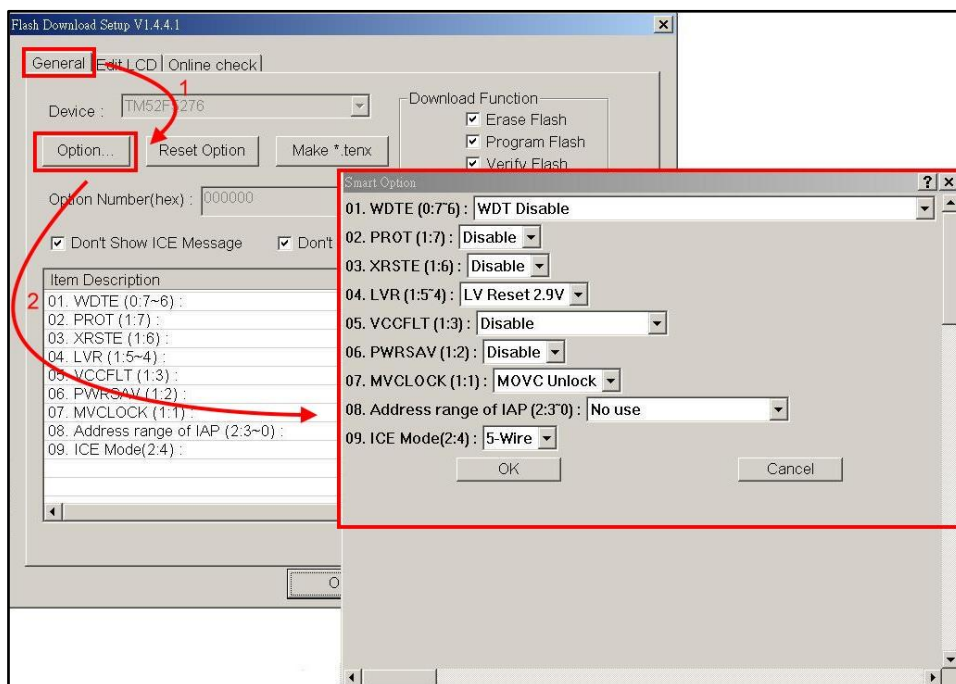 Flash Download Setup V1.4.4.1
General
Edit LCD
Online check
1
Device :
TM52F5276
Download Function
Erase Flash
Program Flash
Verify Flash
Option...
Reset Option
Make *.tenx
Option Number(hex) :
000000
Don't Show ICE Message
Don't
Item Description
01. WDTE (0:7~6) :
02. PROT (1:7) :
03. XRSTE (1:6) :
04. LVR (1:5~4) :
05. VCCFLT (1:3) :
06. PWRSAV (1:2) :
07. MVCLOCK (1:1) :
08. Address range of IAP (2:3~0) :
09. ICE Mode(2:4) :
2
Smart Option
01. WDTE (0:7~6) : WDT Disable
02. PROT (1:7) : Disable
03. XRSTE (1:6) : Disable
04. LVR (1:5~4) : LV Reset 2.9V
05. VCCFLT (1:3) : Disable
06. PWRSAV (1:2) : Disable
07. MVCLOCK (1:1) : MOVC Unlock
08. Address range of IAP (2:3~0) : No use
09. ICE Mode(2:4) : 5-Wire
OK
Cancel